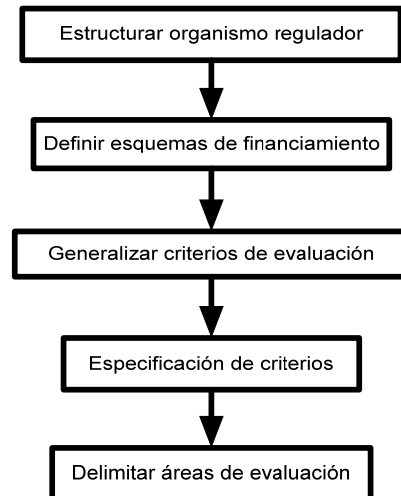 Estructurar organismo regulador
Definir esquemas de financiamiento
Generalizar criterios de evaluación
Especificación de criterios
Delimitar áreas de evaluación